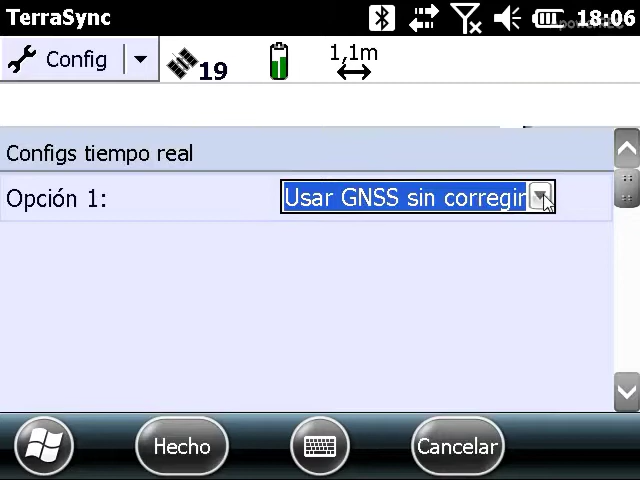 TerraSync
18:06
Config
19
1,1m
Configs tiempo real
Opción 1:
Usar GNSS sin corregir
Hecho
Cancelar